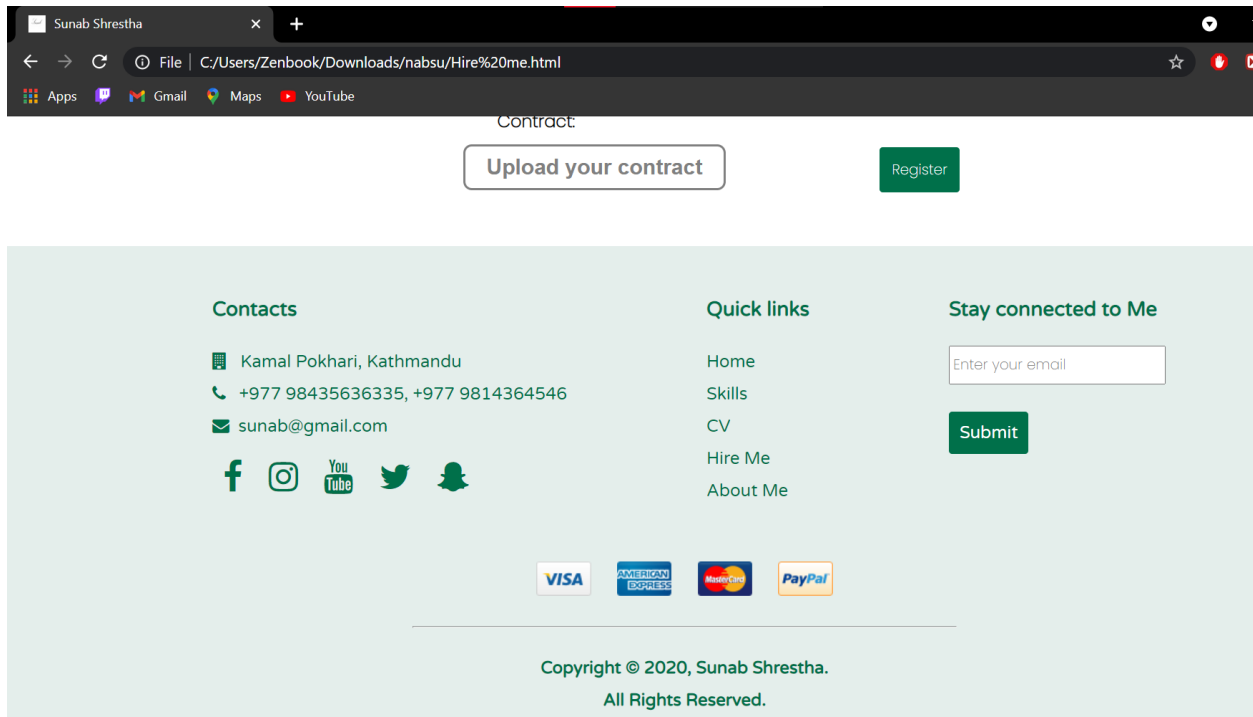 Sunab Shrestha
File C:/Users/Zenbook/Downloads/nabsu/Hire%20me.html
Apps Gmail Maps YouTube
Contract:
Upload your contract
Register
Contacts
Kamal Pokhari, Kathmandu
+977 98435636335, +977 9814364546
sunab@gmail.com
You
Tube
Quick links
Home
Skills
CV
Hire Me
About Me
Stay connected to Me
Enter your email
Submit
VISA
AMERICAN
EXPRESS
MasterCard
PayPal
Copyright © 2020, Sunab Shrestha.
All Rights Reserved.